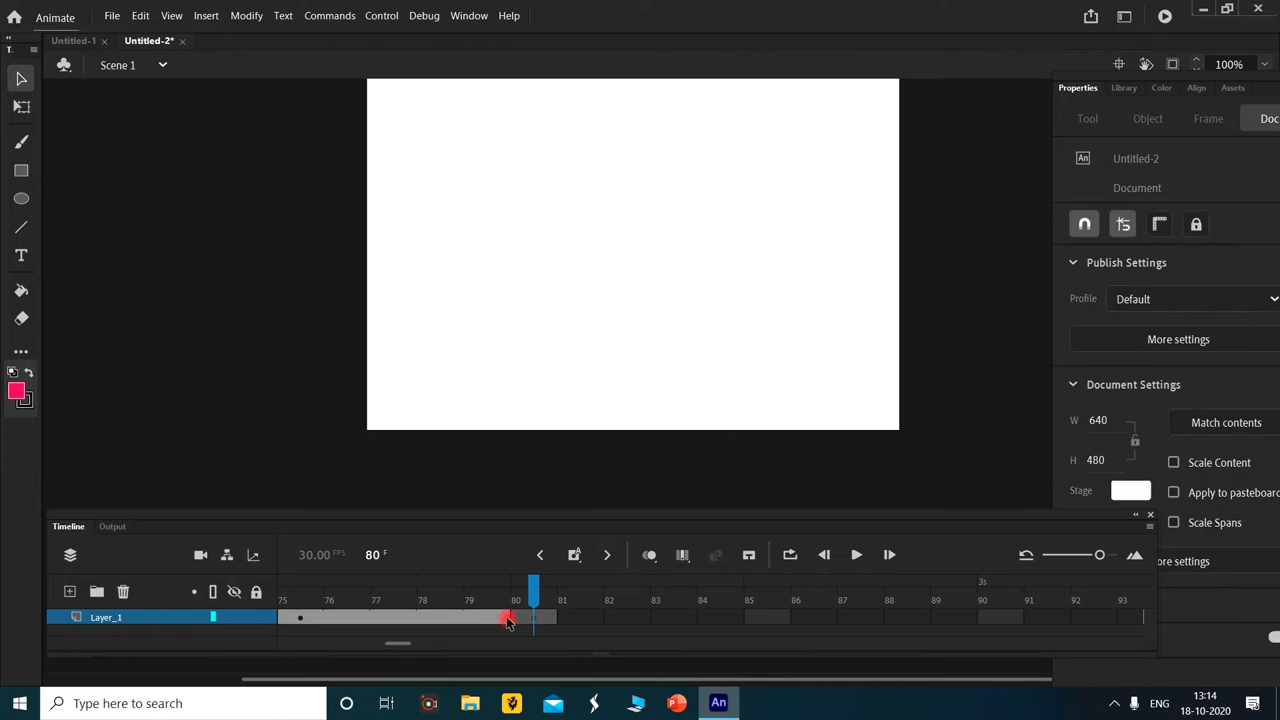 Animate File Edit View Insert Modify Text Commands Control Debug Window Help
Untitled-1 Untitled-2*
Scene 1 100%
Properties Library Color Align Assets
Tool Object Frame Doc
An Untitled-2
Document
Publish Settings
Profile Default
More settings
Document Settings
W 640 Match contents
H 480 Scale Content
Stage Apply to pasteboar
Scale Spans
ore settings
Timeline Output
30.00 FPS 80 F
3s
75 76 77 78 79 80 81 82 83 84 85 86 87 88 89 90 91 92 93
Layer_1
Type here to search An ENG 13:14
18-10-2020